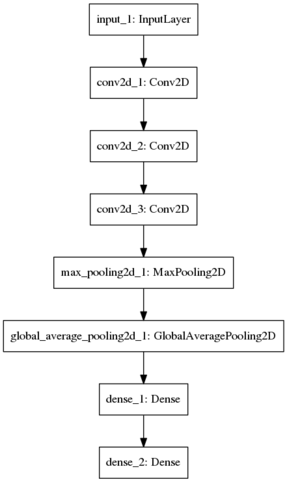 input_1: InputLayer
conv2d_1: Conv2D
conv2d_2: Conv2D
conv2d_3: Conv2D
max_pooling2d_1: MaxPooling2D
global_average_pooling2d_1: GlobalAveragePooling2D
dense_1: Dense
dense_2: Dense